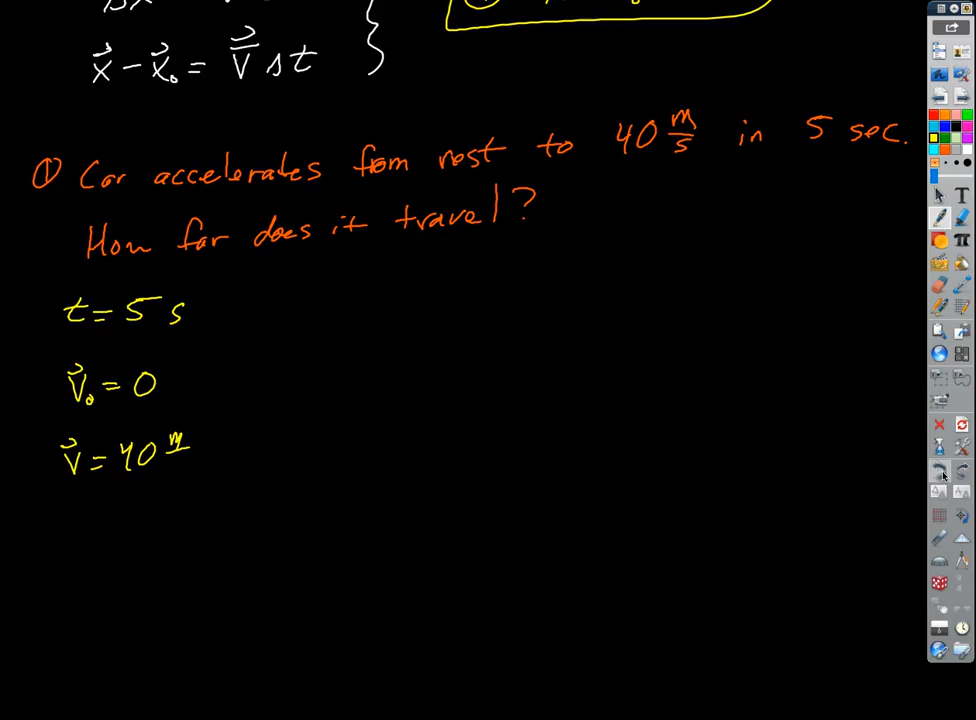 x⃗ - x⃗₀ = v⃗ Δt
① Car accelerates from rest to 40 m/s in 5 sec.
How far does it travel?
t = 5 s
v⃗₀ = 0
v⃗ = 40 m